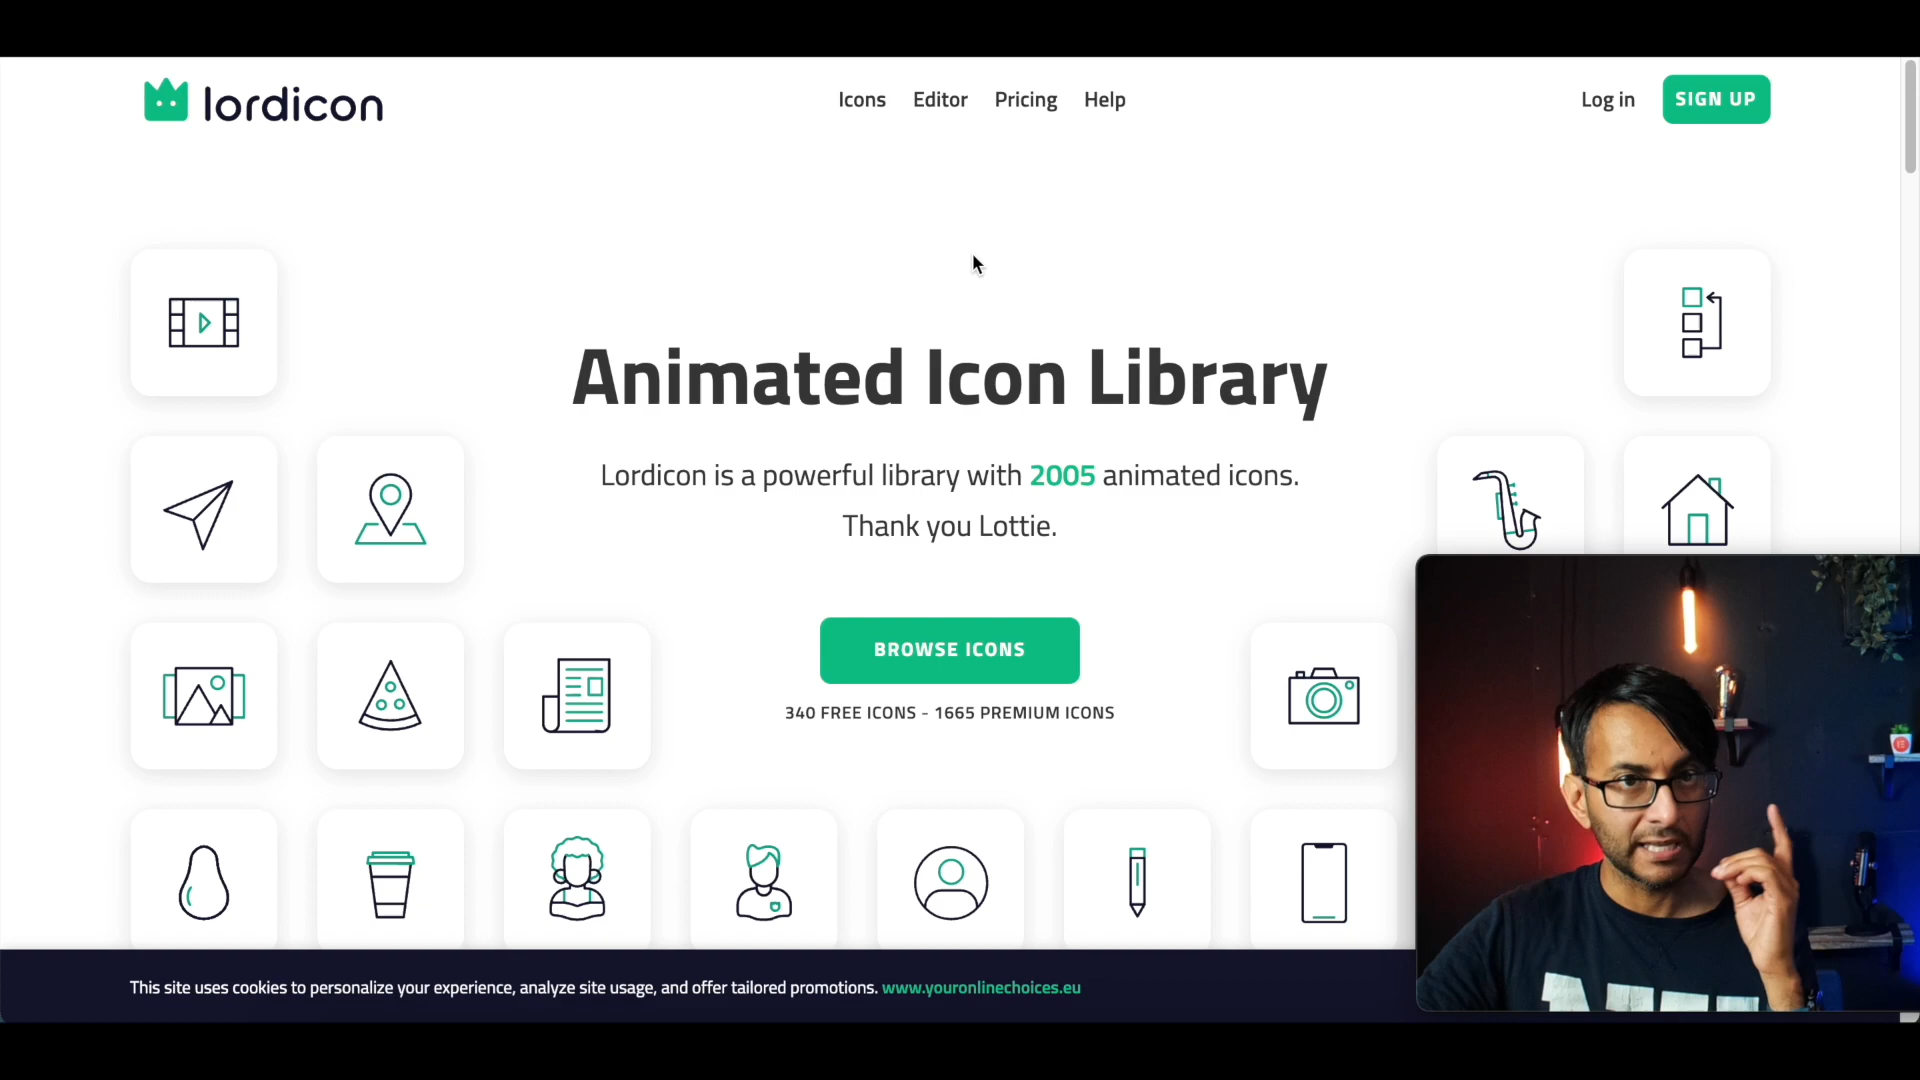 lordicon
Icons
Editor
Pricing
Help
Log in
SIGN UP
Animated Icon Library
Lordicon is a powerful library with 2005 animated icons.
Thank you Lottie.
BROWSE ICONS
340 FREE ICONS - 1665 PREMIUM ICONS
This site uses cookies to personalize your experience, analyze site usage, and offer tailored promotions. www.youronlinechoices.eu